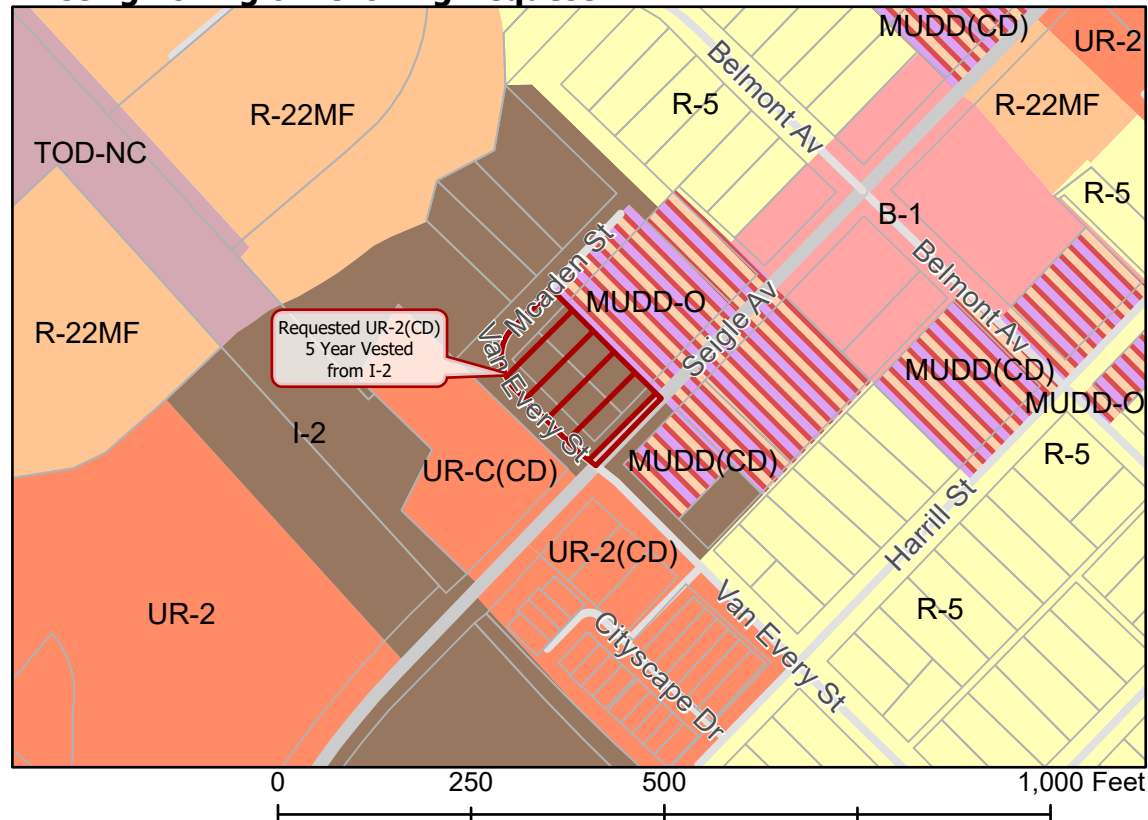 MUDD(CD)
UR-2
Belmont Av
R-5
R-22MF
R-22MF
TOD-NC
R-5
B-1
Mcaden St
MUDD-O
Seigle Av
Belmont Av
R-22MF
Requested UR-2(CD)
5 Year Vested
from I-2
Van Every St
MUDD(CD)
MUDD-O
I-2
UR-C(CD)
MUDD(CD)
R-5
Harrill St
UR-2(CD)
UR-2
Van Every St
R-5
Cityscape Dr
0 250 500 1,000 Feet